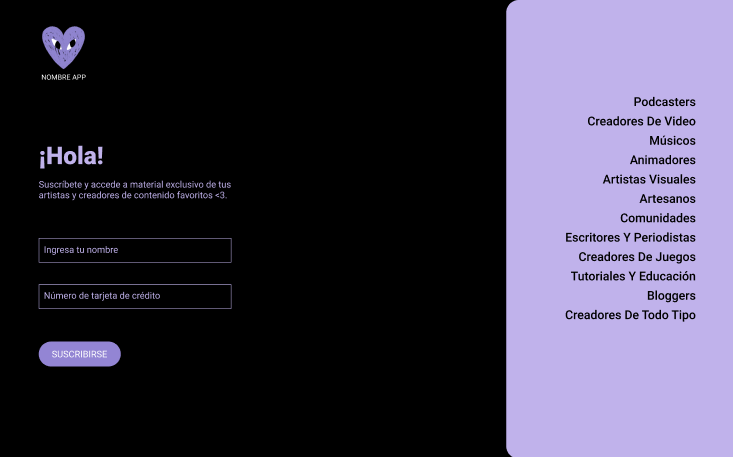 NOMBRE APP
¡Hola!
Suscríbete y accede a material exclusivo de tus
artistas y creadores de contenido favoritos <3.
Ingresa tu nombre
Número de tarjeta de crédito
SUSCRIBIRSE
Podcasters
Creadores De Video
Músicos
Animadores
Artistas Visuales
Artesanos
Comunidades
Escritores Y Periodistas
Creadores De Juegos
Tutoriales Y Educación
Bloggers
Creadores De Todo Tipo